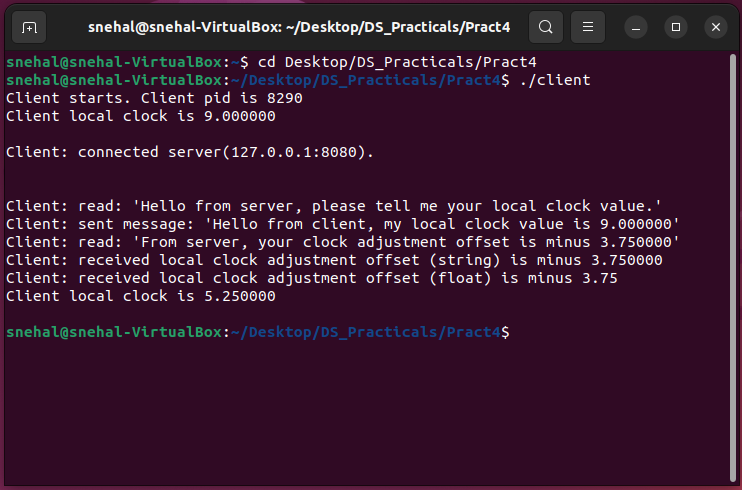 snehal@snehal-VirtualBox: ~/Desktop/DS_Practicals/Pract4
snehal@snehal-VirtualBox:~$ cd Desktop/DS_Practicals/Pract4
snehal@snehal-VirtualBox:~/Desktop/DS_Practicals/Pract4$ ./client
Client starts. Client pid is 8290
Client local clock is 9.000000
Client: connected server(127.0.0.1:8080).
Client: read: 'Hello from server, please tell me your local clock value.'
Client: sent message: 'Hello from client, my local clock value is 9.000000'
Client: read: 'From server, your clock adjustment offset is minus 3.750000'
Client: received local clock adjustment offset (string) is minus 3.750000
Client: received local clock adjustment offset (float) is minus 3.75
Client local clock is 5.250000
snehal@snehal-VirtualBox:~/Desktop/DS_Practicals/Pract4$